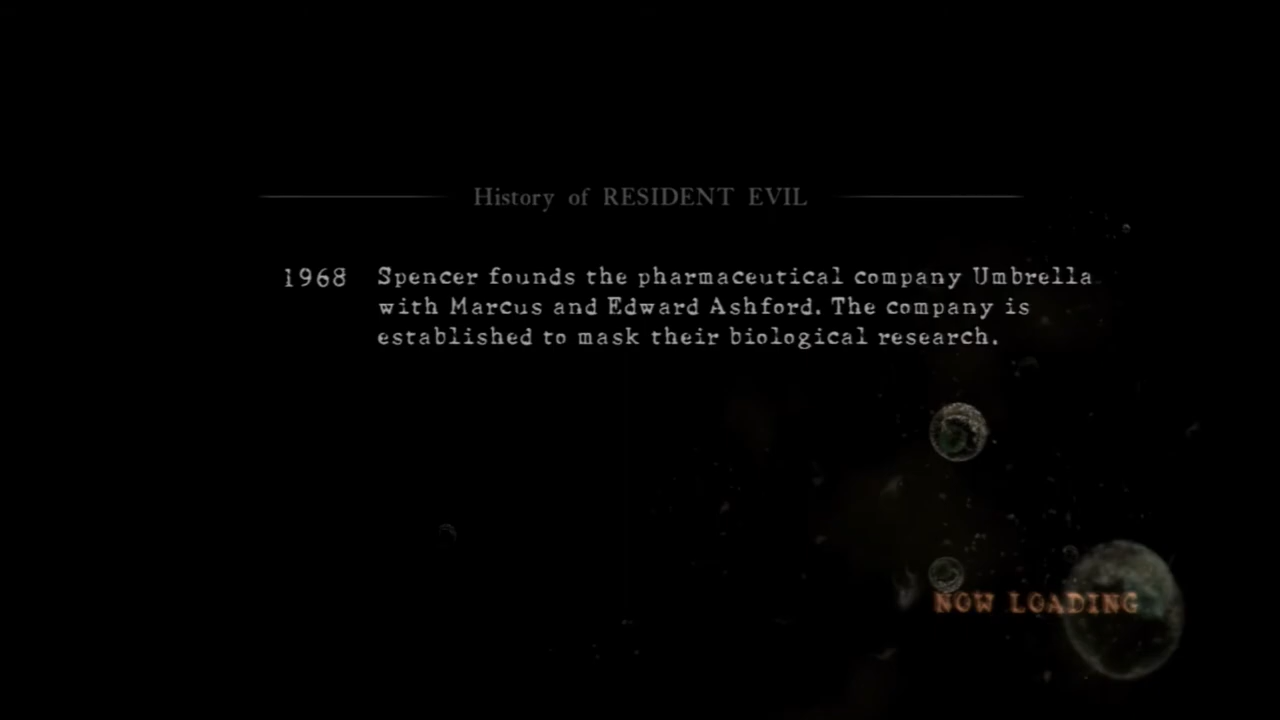 History of RESIDENT EVIL
1968 Spencer founds the pharmaceutical company Umbrella
with Marcus and Edward Ashford. The company is
established to mask their biological research.
NOW LOADING